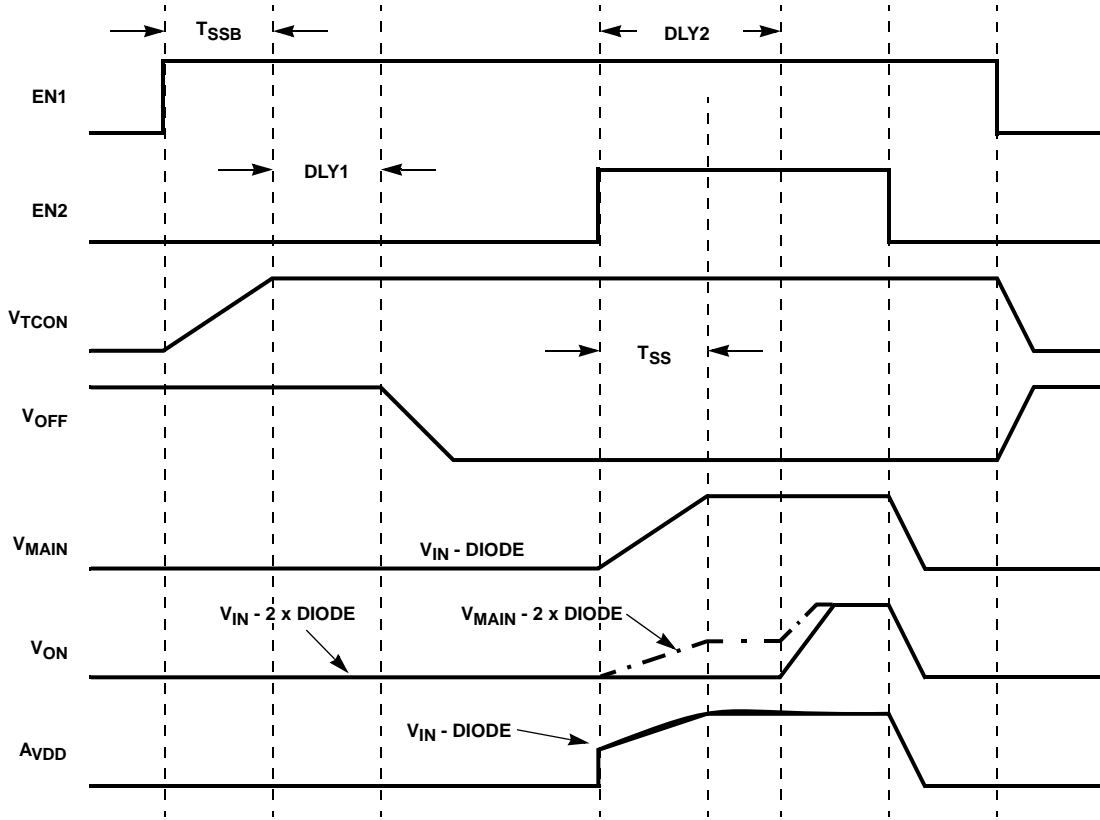 TSSB
DLY2
EN1
DLY1
EN2
VTCON
TSS
VOFF
VMAIN
VIN - DIODE
VIN - 2 x DIODE
VMAIN - 2 x DIODE
VON
VIN - DIODE
AVDD